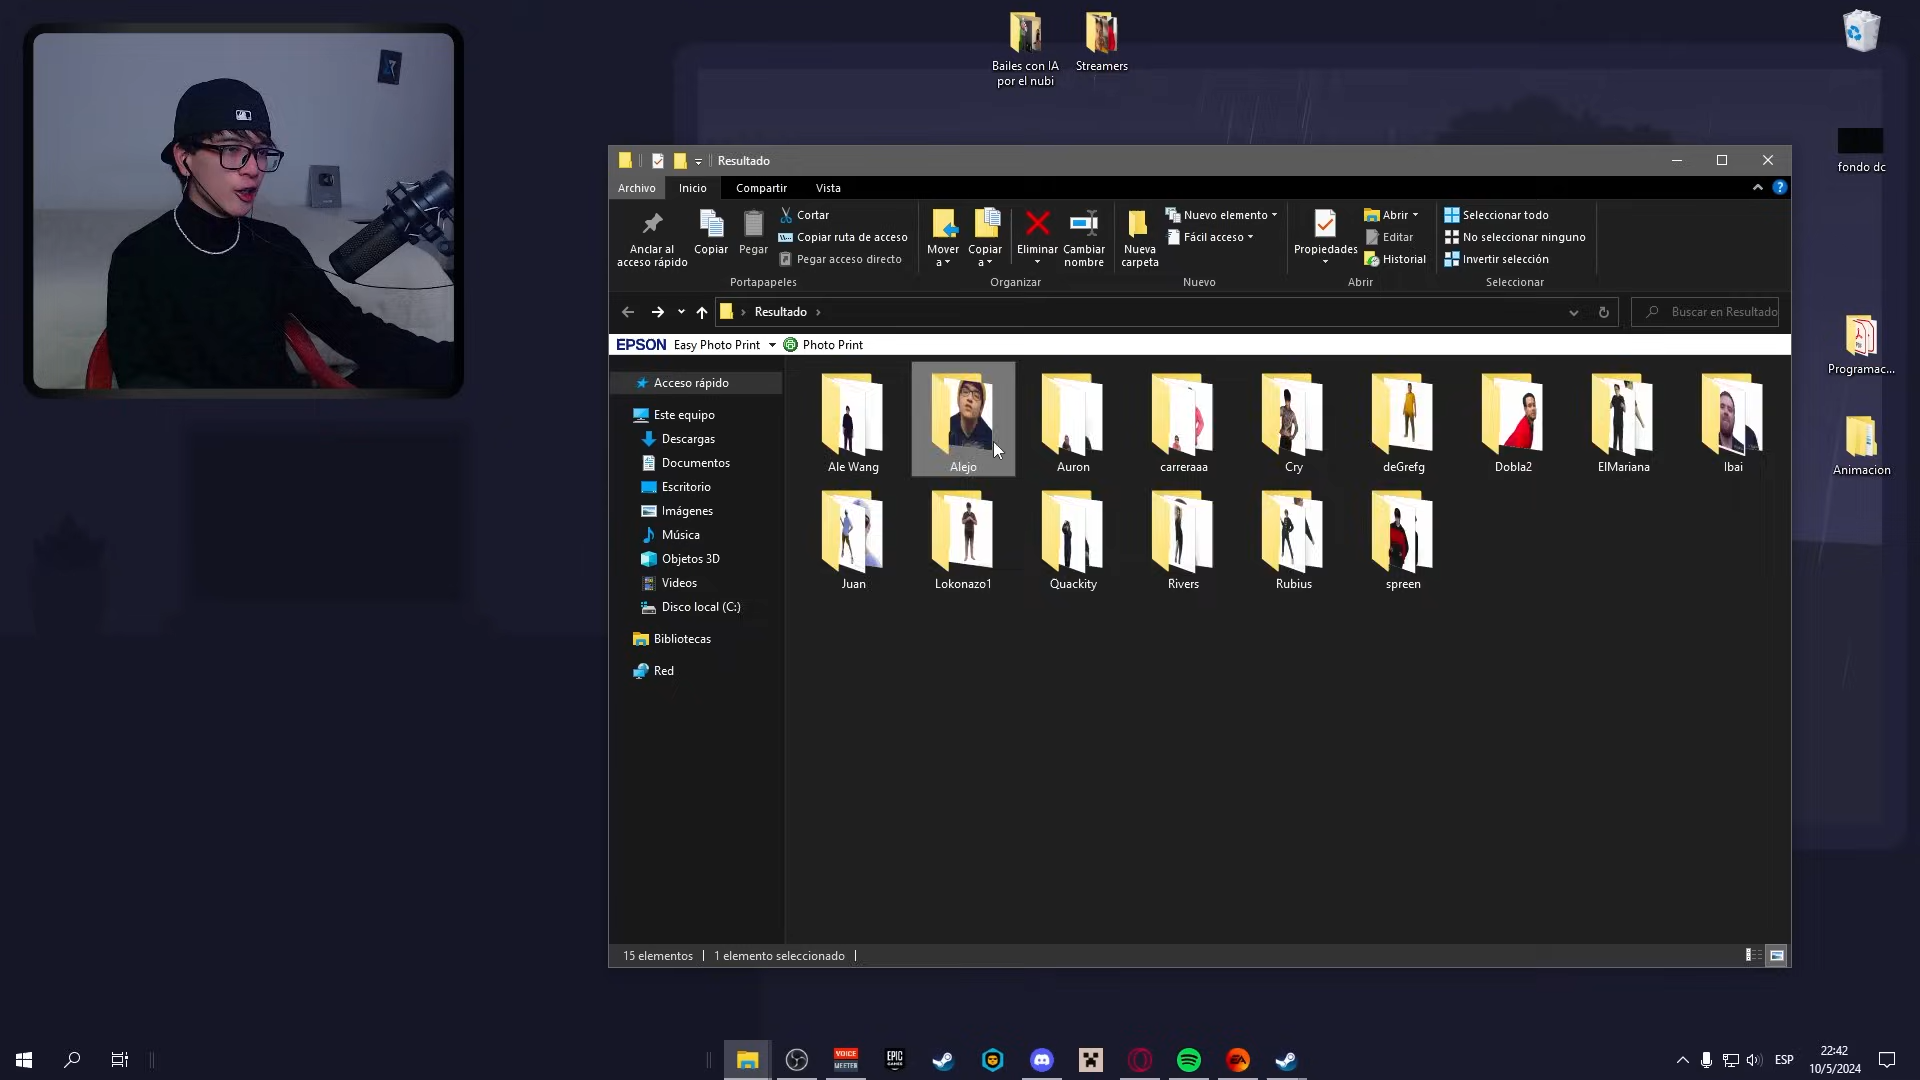 Bailes con IA
por el nubi
Streamers
fondo dc
Programac...
Animacion
Resultado
Archivo
Inicio
Compartir
Vista
Anclar al
acceso rápido
Copiar
Pegar
Cortar
Copiar ruta de acceso
Pegar acceso directo
Mover
a
Copiar
a
Eliminar
Cambiar
nombre
Nueva
carpeta
Nuevo elemento
Fácil acceso
Propiedades
Abrir
Editar
Historial
Seleccionar todo
No seleccionar ninguno
Invertir selección
Portapapeles
Organizar
Nuevo
Abrir
Seleccionar
Resultado
Buscar en Resultado
EPSON Easy Photo Print
Photo Print
Acceso rápido
Este equipo
Descargas
Documentos
Escritorio
Imágenes
Música
Objetos 3D
Videos
Disco local (C:)
Bibliotecas
Red
Ale Wang
Alejo
Auron
carreraaa
Cry
deGrefg
Dobla2
ElMariana
Ibai
Juan
Lokonazo1
Quackity
Rivers
Rubius
spreen
15 elementos
1 elemento seleccionado
VOICE
MEETER
EPIC
GAMES
EA
ESP
22:42
10/5/2024